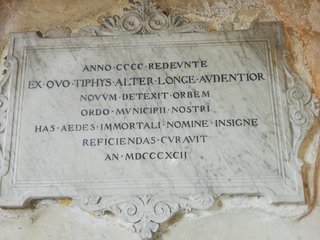 ANNO·CCCC·REDEVNTE
EX·QVO·TIPHYS·ALTER·LONGE·AVDENTIOR
NOVVM·DETEXIT·ORBEM
ORDO·MVNICIPII·NOSTRI
HAS·AEDES·IMMORTALI·NOMINE·INSIGNE
REFICIENDAS·CVRAVIT
AN·MDCCCXCII